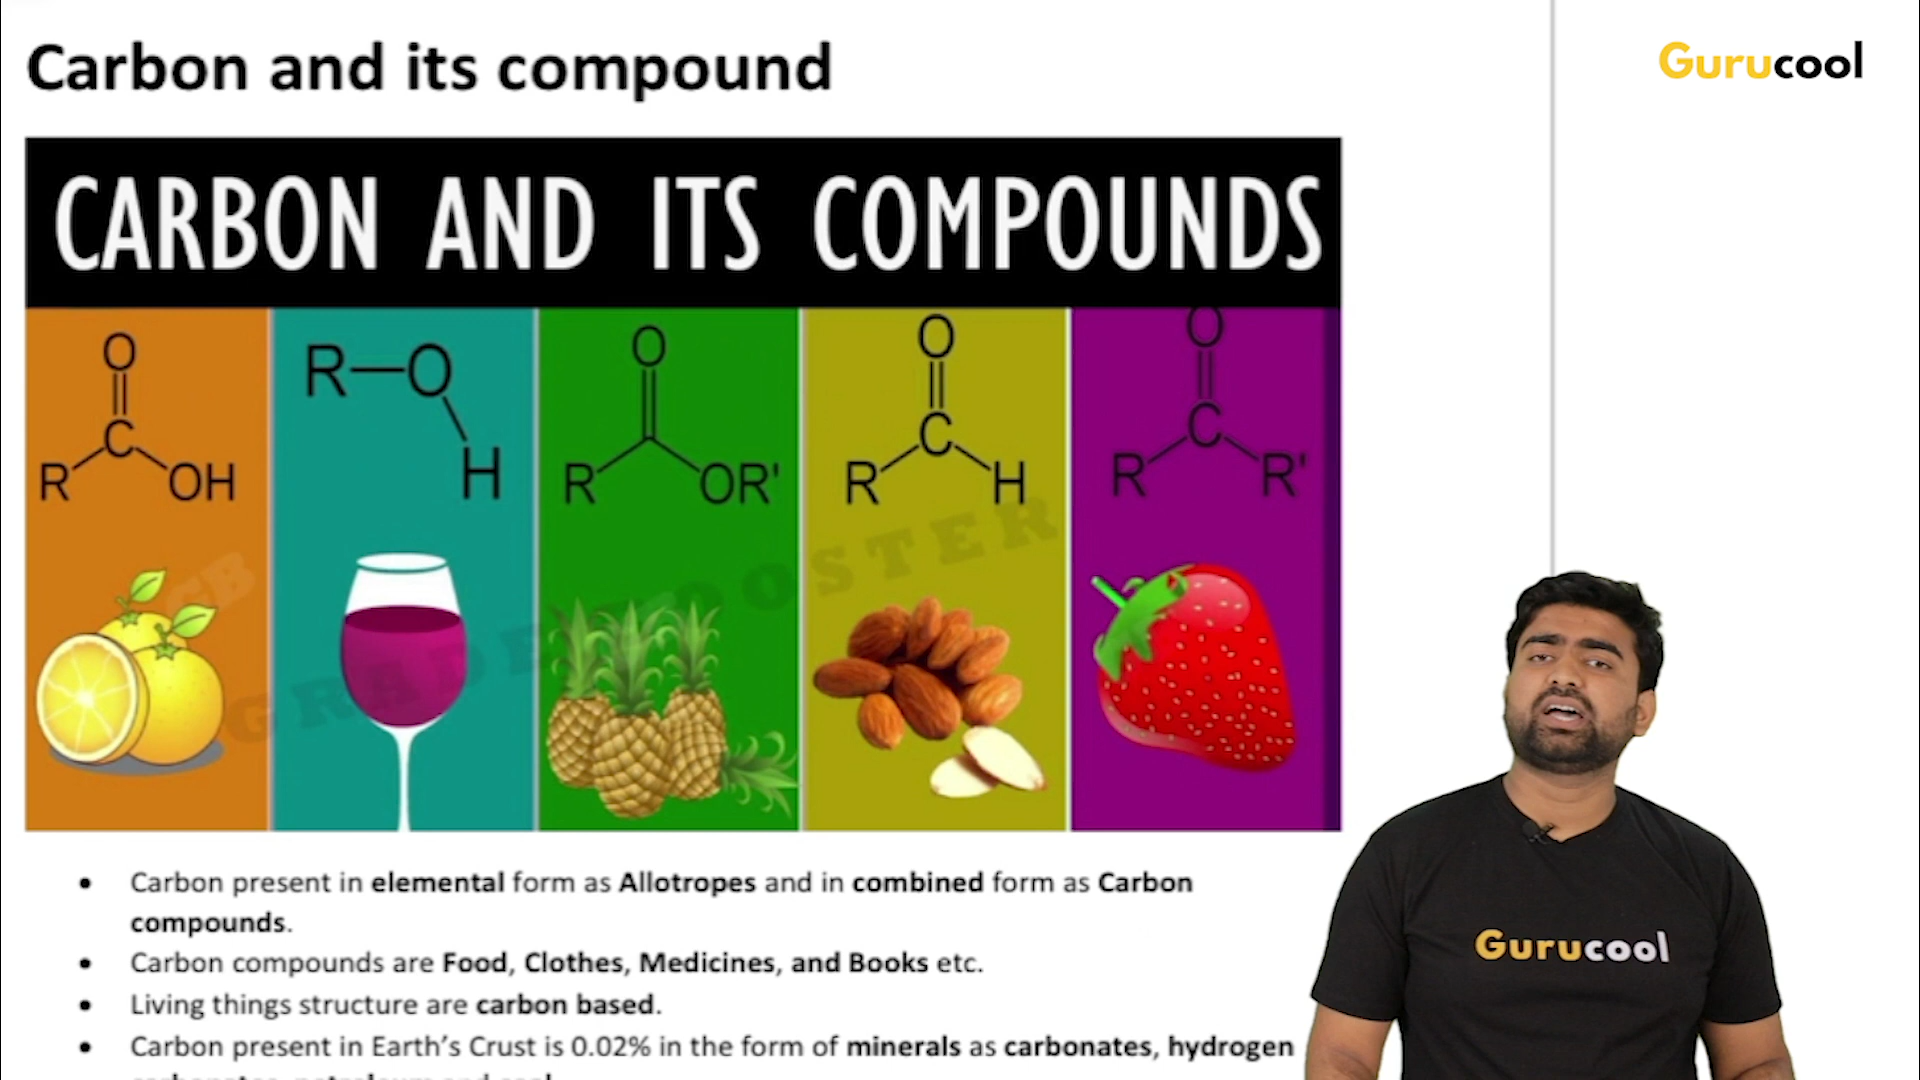 Carbon and its compound
Gurucool
CARBON AND ITS COMPOUNDS
O
C
R OH
R—O
H
O
R OR'
O
C
R H
O
C
R R'
GB
GRADE BOOSTER
• Carbon present in elemental form as Allotropes and in combined form as Carbon
compounds.
• Carbon compounds are Food, Clothes, Medicines, and Books etc.
• Living things structure are carbon based.
• Carbon present in Earth's Crust is 0.02% in the form of minerals as carbonates, hydrogen
Gurucool